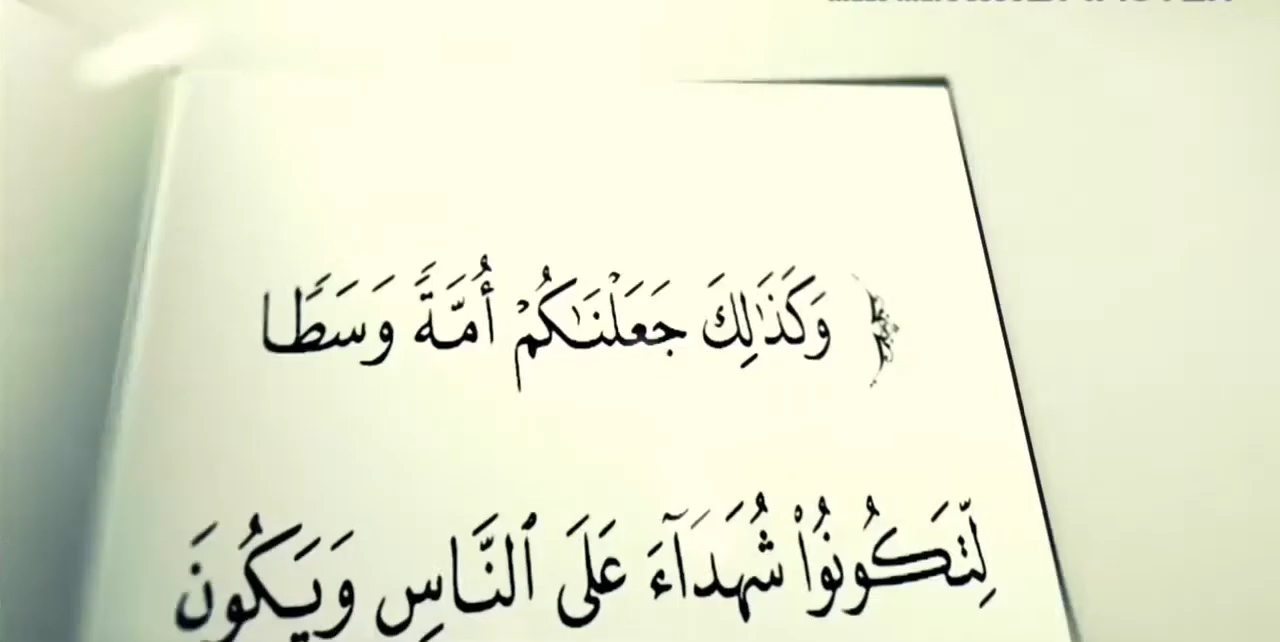 ﴿ وَكَذَٰلِكَ جَعَلْنَـٰكُمْ أُمَّةً وَسَطًا
لِّتَكُونُوا۟ شُهَدَآءَ عَلَى ٱلنَّاسِ وَيَكُونَ